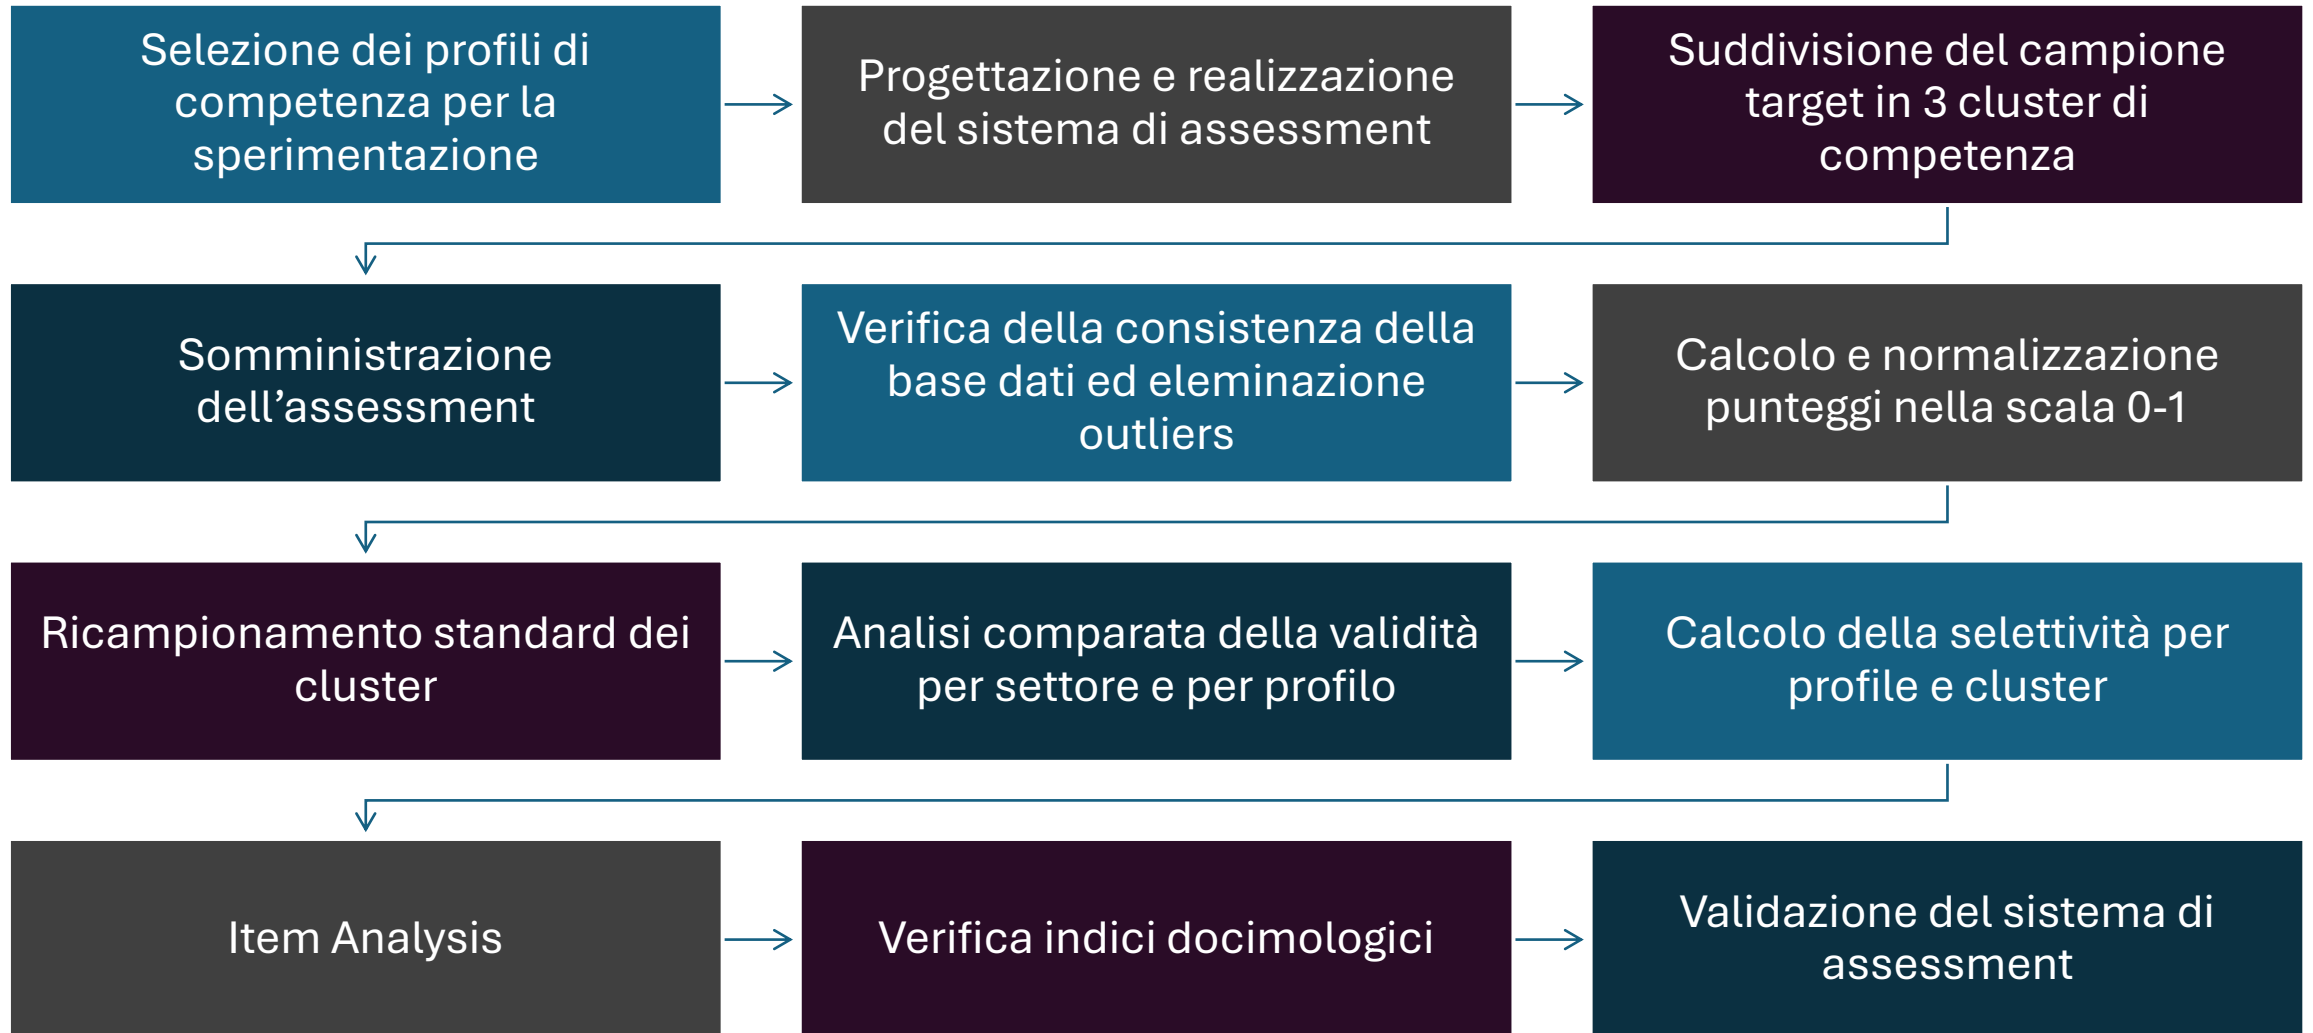 Selezione dei profili di
competenza per la
sperimentazione
Progettazione e realizzazione
del sistema di assessment
Suddivisione del campione
target in 3 cluster di
competenza
Somministrazione
dell’assessment
Verifica della consistenza della
base dati ed eleminazione
outliers
Calcolo e normalizzazione
punteggi nella scala 0-1
Ricampionamento standard dei
cluster
Analisi comparata della validità
per settore e per profilo
Calcolo della selettività per
profile e cluster
Item Analysis
Verifica indici docimologici
Validazione del sistema di
assessment